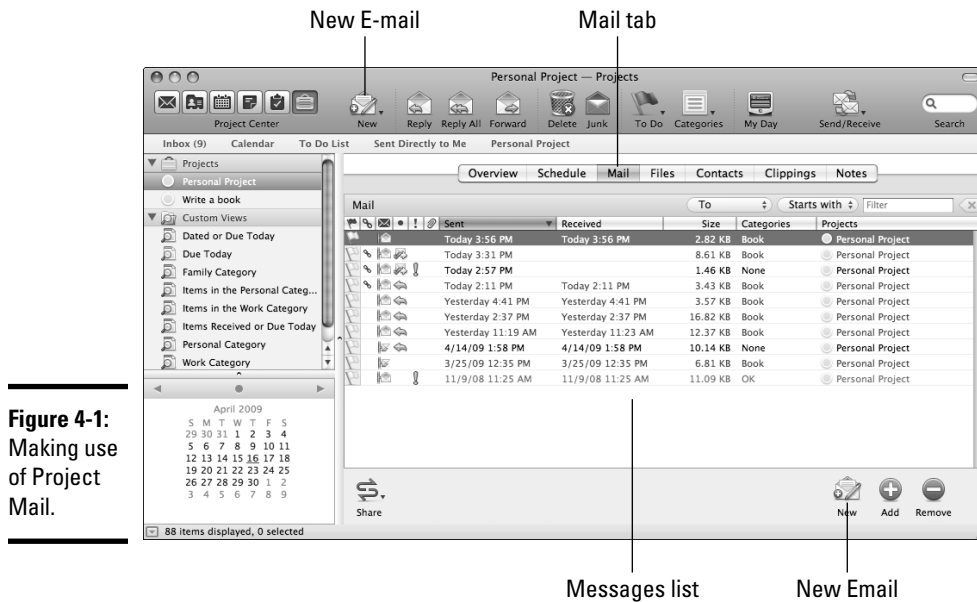 New E-mail Mail tab
Personal Project — Projects
Project Center New Reply Reply All Forward Delete Junk To Do Categories My Day Send/Receive Search
Inbox (9) Calendar To Do List Sent Directly to Me Personal Project
Projects
Personal Project
Write a book
Custom Views
Dated or Due Today
Due Today
Family Category
Items in the Personal Categ...
Items in the Work Category
Items Received or Due Today
Personal Category
Work Category
Overview Schedule Mail Files Contacts Clippings Notes
Mail To Starts with Filter
! Sent Received Size Categories Projects
Today 3:56 PM Today 3:56 PM 2.82 KB Book Personal Project
Today 3:31 PM 8.61 KB Book Personal Project
Today 2:57 PM 1.46 KB None Personal Project
Today 2:11 PM Today 2:11 PM 3.43 KB Book Personal Project
Yesterday 4:41 PM Yesterday 4:41 PM 3.57 KB Book Personal Project
Yesterday 2:37 PM Yesterday 2:37 PM 16.82 KB Book Personal Project
Yesterday 11:19 AM Yesterday 11:23 AM 12.37 KB Book Personal Project
4/14/09 1:58 PM 4/14/09 1:58 PM 10.14 KB None Personal Project
3/25/09 12:35 PM 3/25/09 12:35 PM 6.81 KB Book Personal Project
11/9/08 11:25 AM 11/9/08 11:25 AM 11.09 KB OK Personal Project
April 2009
S M T W T F S
29 30 31 1 2 3 4
5 6 7 8 9 10 11
12 13 14 15 16 17 18
19 20 21 22 23 24 25
26 27 28 29 30 1 2
3 4 5 6 7 8 9
Share New Add Remove
88 items displayed, 0 selected
Messages list New Email
Figure 4-1:
Making use
of Project
Mail.